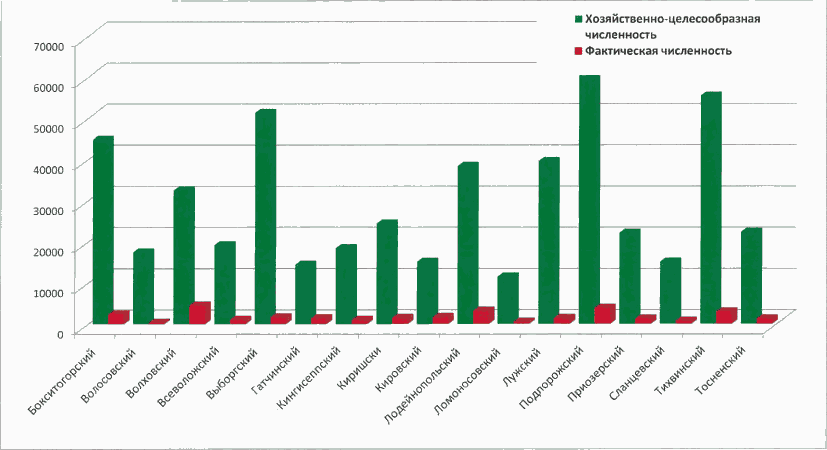 Хозяйственно-целесообразная
численность
Фактическая численность
70000
60000
50000
40000
30000
20000
10000
0
Бокситогорский
Волосовский
Волховский
Всеволожский
Выборгский
Гатчинский
Кингисеппский
Киришски
Кировский
Лодейнопольский
Ломоносовский
Лужский
Подпорожский
Приозерский
Сланцевский
Тихвинский
Тосненский